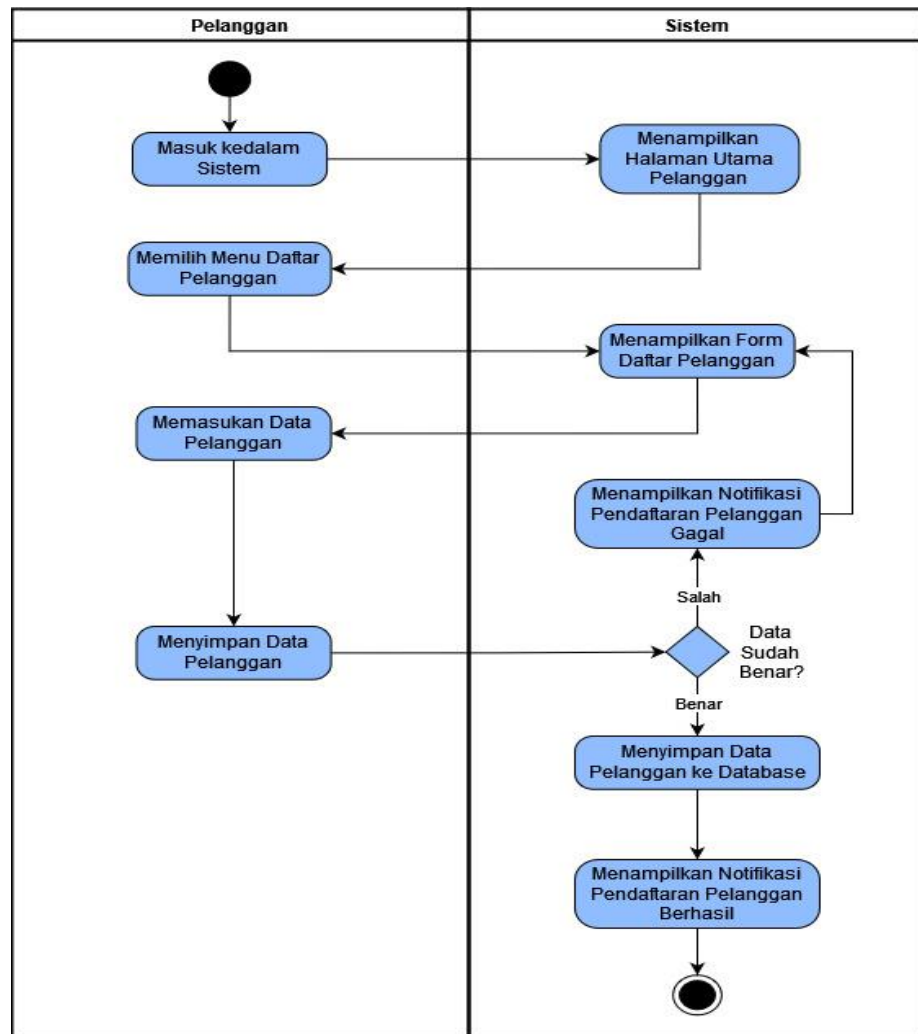 Pelanggan
Sistem
Masuk kedalam
Sistem
Menampilkan
Halaman Utama
Pelanggan
Memilih Menu Daftar
Pelanggan
Menampilkan Form
Daftar Pelanggan
Memasukan Data
Pelanggan
Menampilkan Notifikasi
Pendaftaran Pelanggan
Gagal
Salah
Menyimpan Data
Pelanggan
Data
Sudah
Benar?
Benar
Menyimpan Data
Pelanggan ke Database
Menampilkan Notifikasi
Pendaftaran Pelanggan
Berhasil